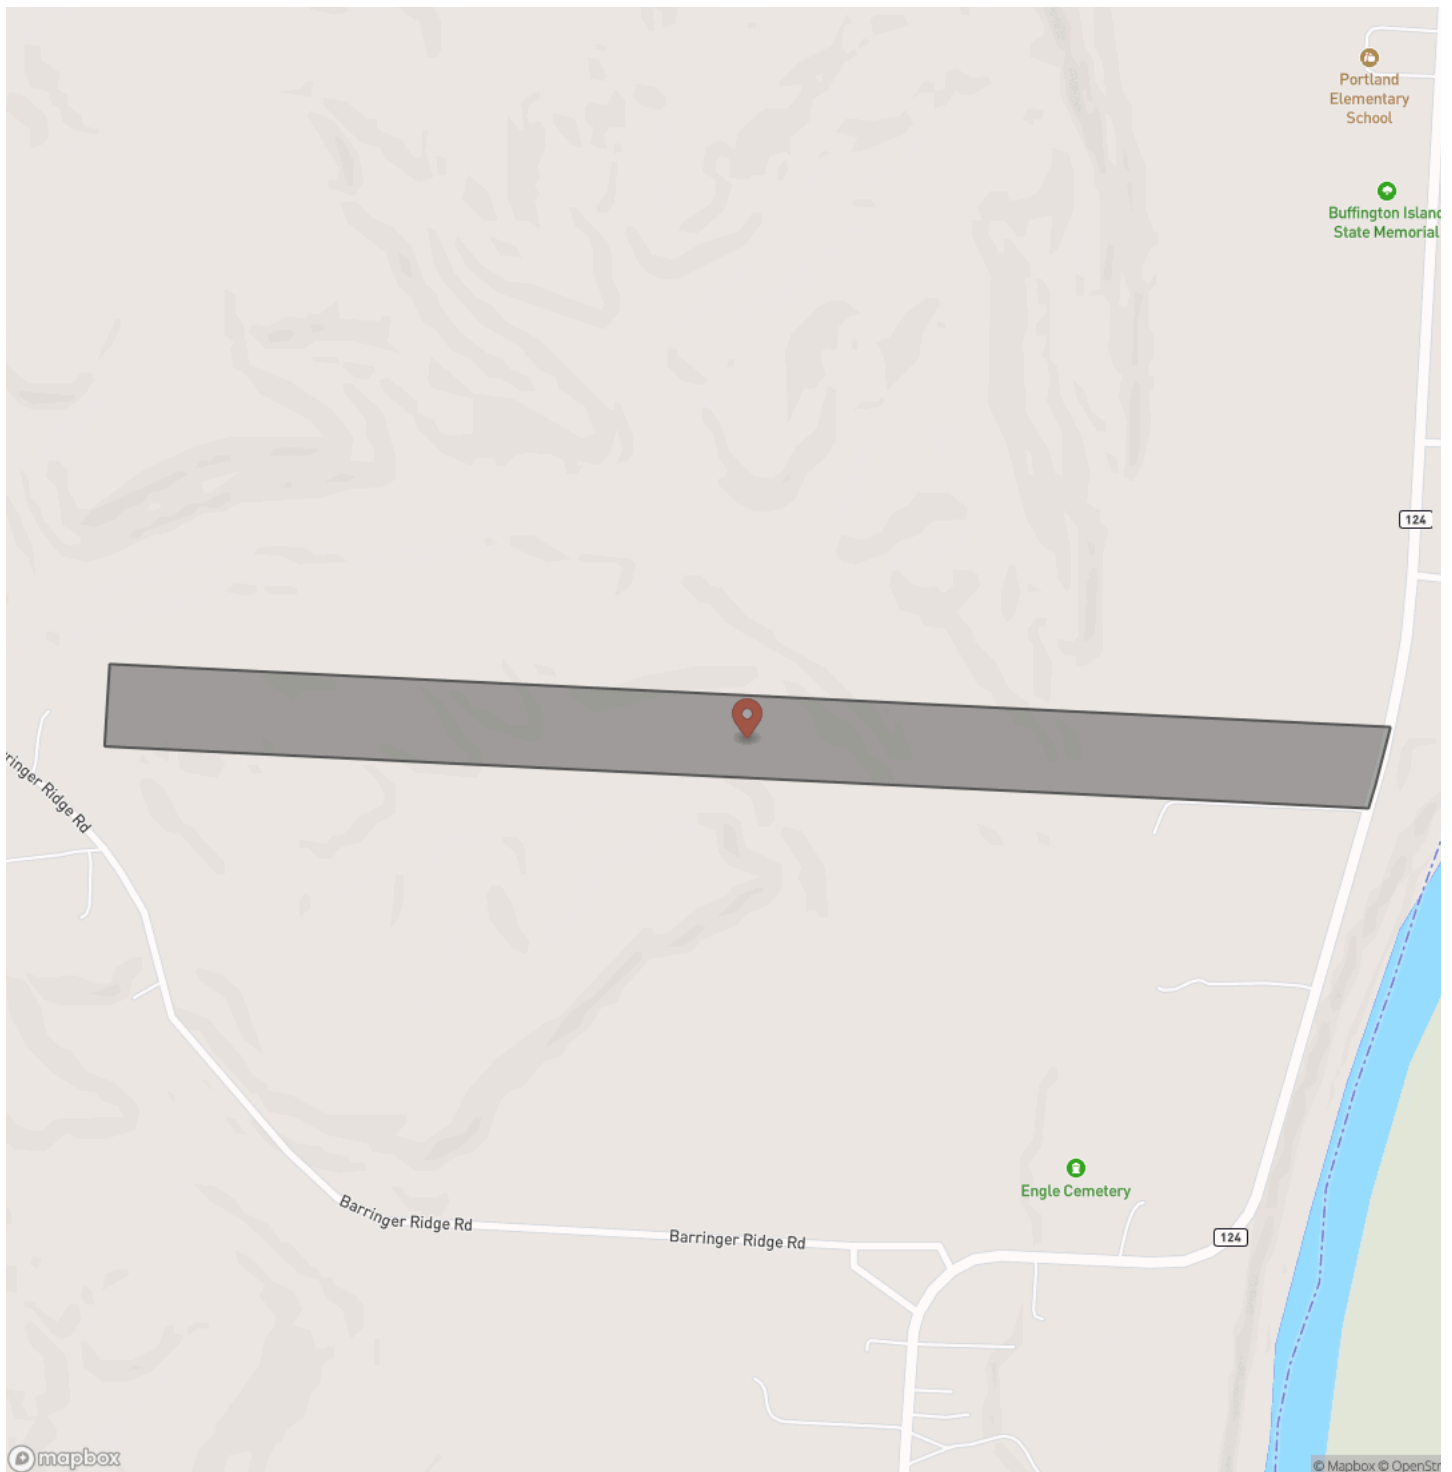 Portland
Elementary
School
Buffington Island
State Memorial
124
rringer Ridge Rd
Engle Cemetery
Barringer Ridge Rd
Barringer Ridge Rd
124
mapbox
© Mapbox © OpenStr